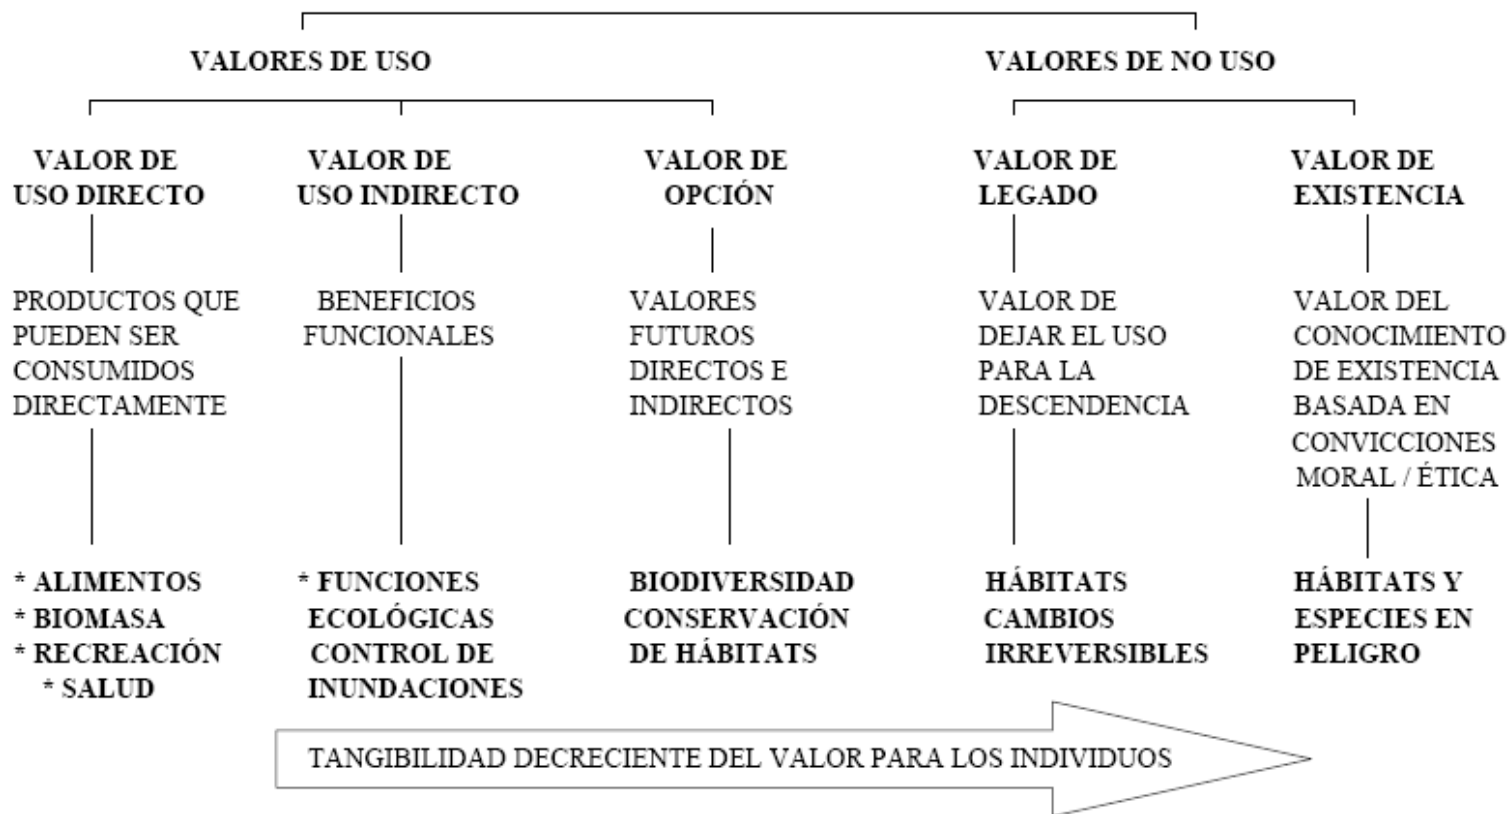 VALORES DE USO
VALORES DE NO USO
VALOR DE
USO DIRECTO
VALOR DE
USO INDIRECTO
VALOR DE
OPCIÓN
VALOR DE
LEGADO
VALOR DE
EXISTENCIA
PRODUCTOS QUE
PUEDEN SER
CONSUMIDOS
DIRECTAMENTE
BENEFICIOS
FUNCIONALES
VALORES
FUTUROS
DIRECTOS E
INDIRECTOS
VALOR DE
DEJAR EL USO
PARA LA
DESCENDENCIA
VALOR DEL
CONOCIMIENTO
DE EXISTENCIA
BASADA EN
CONVICCIONES
MORAL / ÉTICA
* ALIMENTOS
* BIOMASA
* RECREACIÓN
* SALUD
* FUNCIONES
ECOLÓGICAS
CONTROL DE
INUNDACIONES
BIODIVERSIDAD
CONSERVACIÓN
DE HÁBITATS
HÁBITATS
CAMBIOS
IRREVERSIBLES
HÁBITATS Y
ESPECIES EN
PELIGRO
TANGIBILIDAD DECRECIENTE DEL VALOR PARA LOS INDIVIDUOS